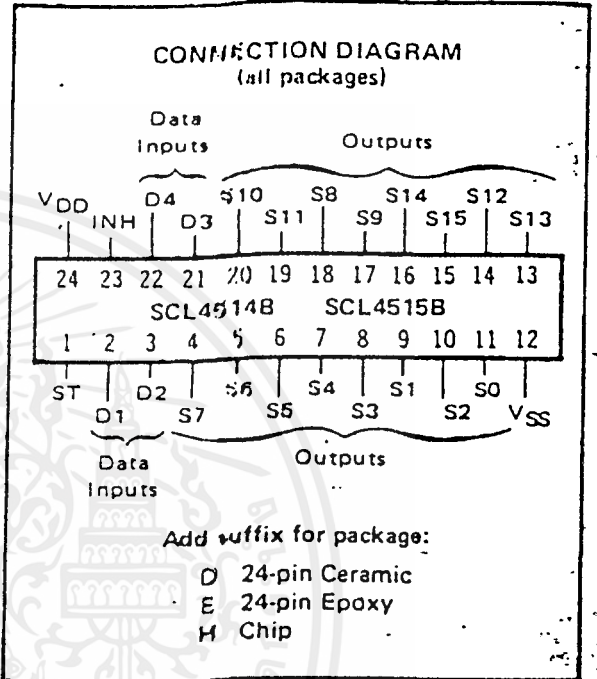 CONNECTION DIAGRAM
(all packages)
Data
Inputs
Outputs
VDD INH D4 D3 S10 S11 S8 S9 S14 S15 S12 S13
24 23 22 21 20 19 18 17 16 15 14 13
SCL4514B SCL4515B
1 2 3 4 5 6 7 8 9 10 11 12
ST D1 D2 S7 S6 S5 S4 S3 S1 S2 S0 VSS
Data
Inputs
Outputs
Add suffix for package:
D 24-pin Ceramic
E 24-pin Epoxy
H Chip